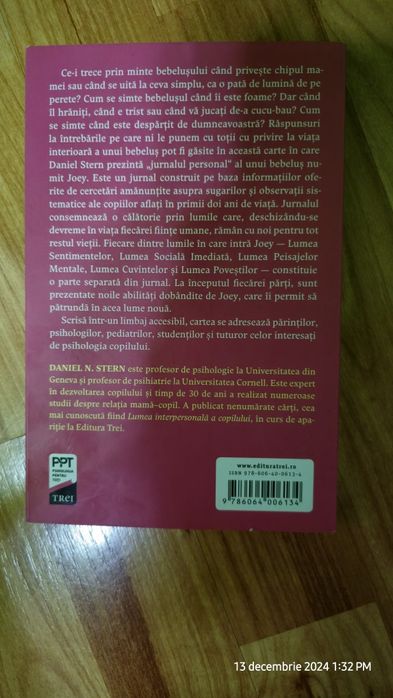 Ce-i trece prin minte bebelușului când privește chipul ma-
mei sau când se uită la ceva simplu, ca o pată de lumină de pe
perete? Cum se simte bebelușul când îi este foame? Dar când
îl hrăniți, când e trist sau când vă jucați de-a cucu-bau? Cum
se simte când este despărțit de dumneavoastră? Răspunsuri
la întrebările pe care ni le punem cu toții cu privire la viața
interioară a unui bebeluș pot fi găsite în această carte în care
Daniel Stern prezintă „jurnalul personal” al unui bebeluș nu-
mit Joey. Este un jurnal construit pe baza informațiilor ofe-
rite de cercetări amănunțite asupra sugarilor și observații sis-
tematice ale copiilor aflați în primii doi ani de viață. Jurnalul
consemnează o călătorie prin lumile care, deschizându-se
devreme în viața fiecărei ființe umane, rămân cu noi pentru tot
restul vieții. Fiecare dintre lumile în care intră Joey — Lumea
Sentimentelor, Lumea Socială Imediată, Lumea Peisajelor
Mentale, Lumea Cuvintelor și Lumea Poveștilor — constituie
o parte separată din jurnal. La începutul fiecărei părți, sunt
prezentate noile abilități dobândite de Joey, care îi permit să
pătrundă în acea lume nouă.
Scrisă într-un limbaj accesibil, cartea se adresează părinților,
psihologilor, pediatrilor, studenților și tuturor celor interesați
de psihologia copilului.
DANIEL N. STERN este profesor de psihologie la Universitatea din
Geneva și profesor de psihiatrie la Universitatea Cornell. Este expert
în dezvoltarea copilului și timp de 30 de ani a realizat numeroase
studii despre relația mamă-copil. A publicat nenumărate cărți, cea
mai cunoscută fiind Lumea interpersonală a copilului, în curs de apa-
riție la Editura Trei.
PPT
PSIHOLOGIA
PENTRU
TOȚI
TREI
www.edituratrei.ro
ISBN 978-606-40-0613-4
9 786064 006134
13 decembrie 2024 1:32 PM